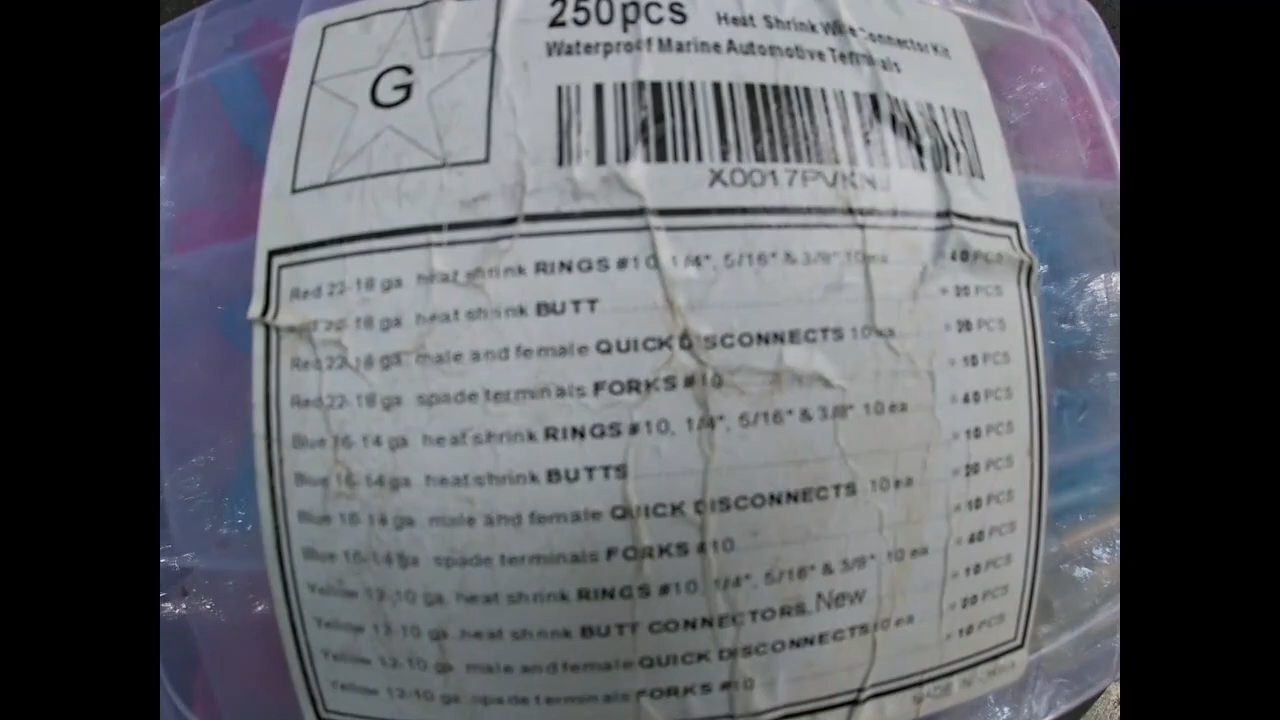 250pcs Heat Shrink Wire Connector Kit
Waterproof Marine Automotive Terminals
G
X0017PVKNJ
Red 22-18 ga heat shrink RINGS #10, 1/4", 5/16" & 3/8" 10 ea = 40 PCS
Red 22-18 ga heat shrink BUTT = 20 PCS
Red 22-18 ga male and female QUICK DISCONNECTS 10 ea = 20 PCS
Red 22-18 ga spade terminals FORKS #10 = 10 PCS
Blue 16-14 ga heat shrink RINGS #10, 1/4", 5/16" & 3/8" 10 ea = 40 PCS
Blue 16-14 ga heat shrink BUTTS = 10 PCS
Blue 16-14 ga male and female QUICK DISCONNECTS 10 ea = 20 PCS
Blue 16-14 ga spade terminals FORKS #10 = 10 PCS
Yellow 12-10 ga heat shrink RINGS #10, 1/4", 5/16" & 3/8" 10 ea = 40 PCS
Yellow 12-10 ga heat shrink BUTT CONNECTORS New = 10 PCS
Yellow 12-10 ga male and female QUICK DISCONNECTS 10 ea = 20 PCS
Yellow 12-10 ga spade terminals FORKS #10 = 10 PCS
MADE IN CHINA